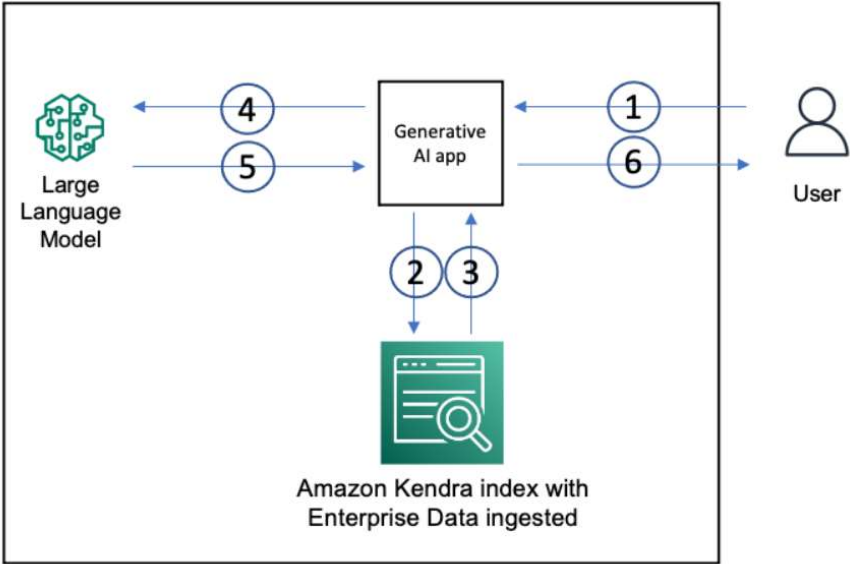 4
1
Generative
AI app
5
6
Large
Language
Model
User
2
3
Amazon Kendra index with
Enterprise Data ingested